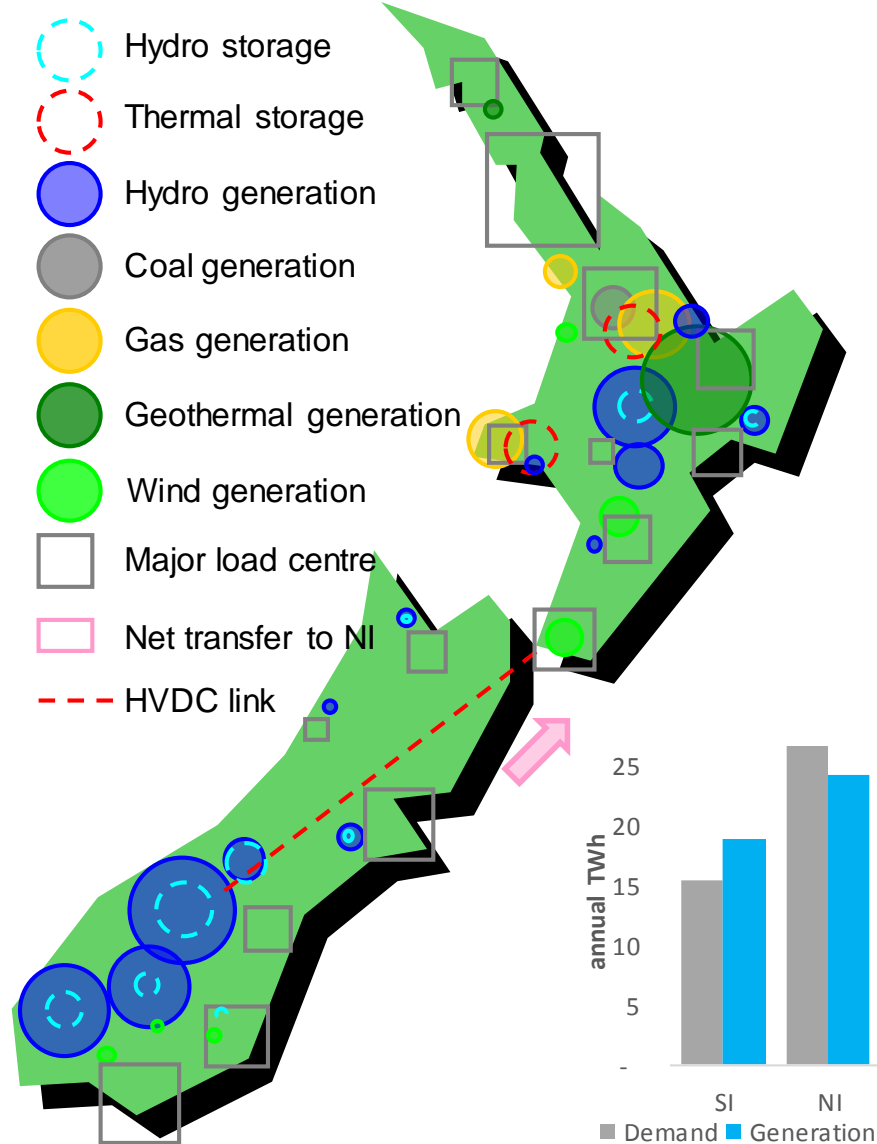 Hydro storage
Thermal storage
Hydro generation
Coal generation
Gas generation
Geothermal generation
Wind generation
Major load centre
Net transfer to NI
HVDC link
annual TWh
25
20
15
10
5
-
SI NI
Demand Generation